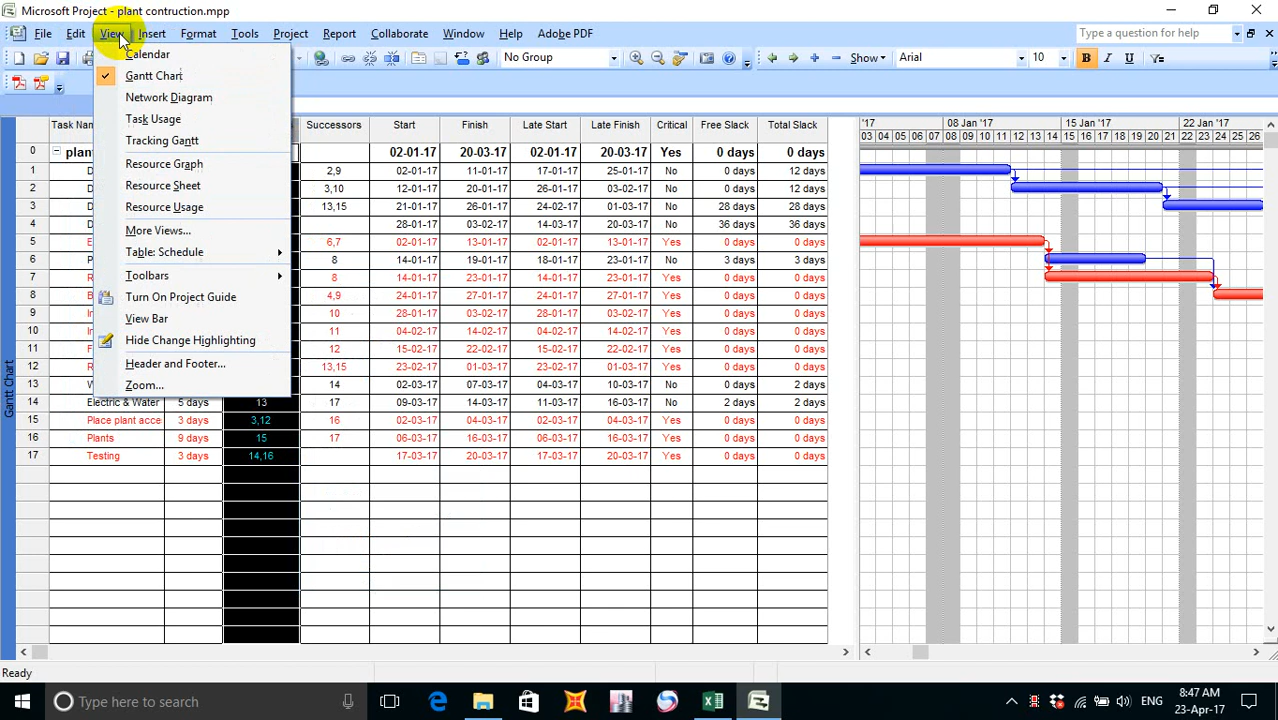 Microsoft Project - plant contruction.mpp
File Edit View Insert Format Tools Project Report Collaborate Window Help Adobe PDF Type a question for help
No Group Show Arial 10 B I U
Calendar
Gantt Chart
Network Diagram
Task Usage
Tracking Gantt
Resource Graph
Resource Sheet
Resource Usage
More Views...
Table: Schedule
Toolbars
Turn On Project Guide
View Bar
Hide Change Highlighting
Header and Footer...
Zoom...
Task Nam Successors Start Finish Late Start Late Finish Critical Free Slack Total Slack
'17 08 Jan '17 15 Jan '17 22 Jan '17
03 04 05 06 07 08 09 10 11 12 13 14 15 16 17 18 19 20 21 22 23 24 25 26
0 plan 02-01-17 20-03-17 02-01-17 20-03-17 Yes 0 days 0 days
1 D 2,9 02-01-17 11-01-17 17-01-17 25-01-17 No 0 days 12 days
2 D 3,10 12-01-17 20-01-17 26-01-17 03-02-17 No 0 days 12 days
3 D 13,15 21-01-17 26-01-17 24-02-17 01-03-17 No 28 days 28 days
4 D 28-01-17 03-02-17 14-03-17 20-03-17 No 36 days 36 days
5 E 6,7 02-01-17 13-01-17 02-01-17 13-01-17 Yes 0 days 0 days
6 P 8 14-01-17 19-01-17 18-01-17 23-01-17 No 3 days 3 days
7 R 8 14-01-17 23-01-17 14-01-17 23-01-17 Yes 0 days 0 days
8 B 4,9 24-01-17 27-01-17 24-01-17 27-01-17 Yes 0 days 0 days
9 In 10 28-01-17 03-02-17 28-01-17 03-02-17 Yes 0 days 0 days
10 In 11 04-02-17 14-02-17 04-02-17 14-02-17 Yes 0 days 0 days
11 F 12 15-02-17 22-02-17 15-02-17 22-02-17 Yes 0 days 0 days
12 R 13,15 23-02-17 01-03-17 23-02-17 01-03-17 Yes 0 days 0 days
13 W 14 02-03-17 07-03-17 04-03-17 10-03-17 No 0 days 2 days
14 Electric & Water 5 days 13 17 09-03-17 14-03-17 11-03-17 16-03-17 No 2 days 2 days
15 Place plant acce 3 days 3,12 16 02-03-17 04-03-17 02-03-17 04-03-17 Yes 0 days 0 days
16 Plants 9 days 15 17 06-03-17 16-03-17 06-03-17 16-03-17 Yes 0 days 0 days
17 Testing 3 days 14,16 17-03-17 20-03-17 17-03-17 20-03-17 Yes 0 days 0 days
Gantt Chart
Ready
Type here to search
ENG
8:47 AM
23-Apr-17